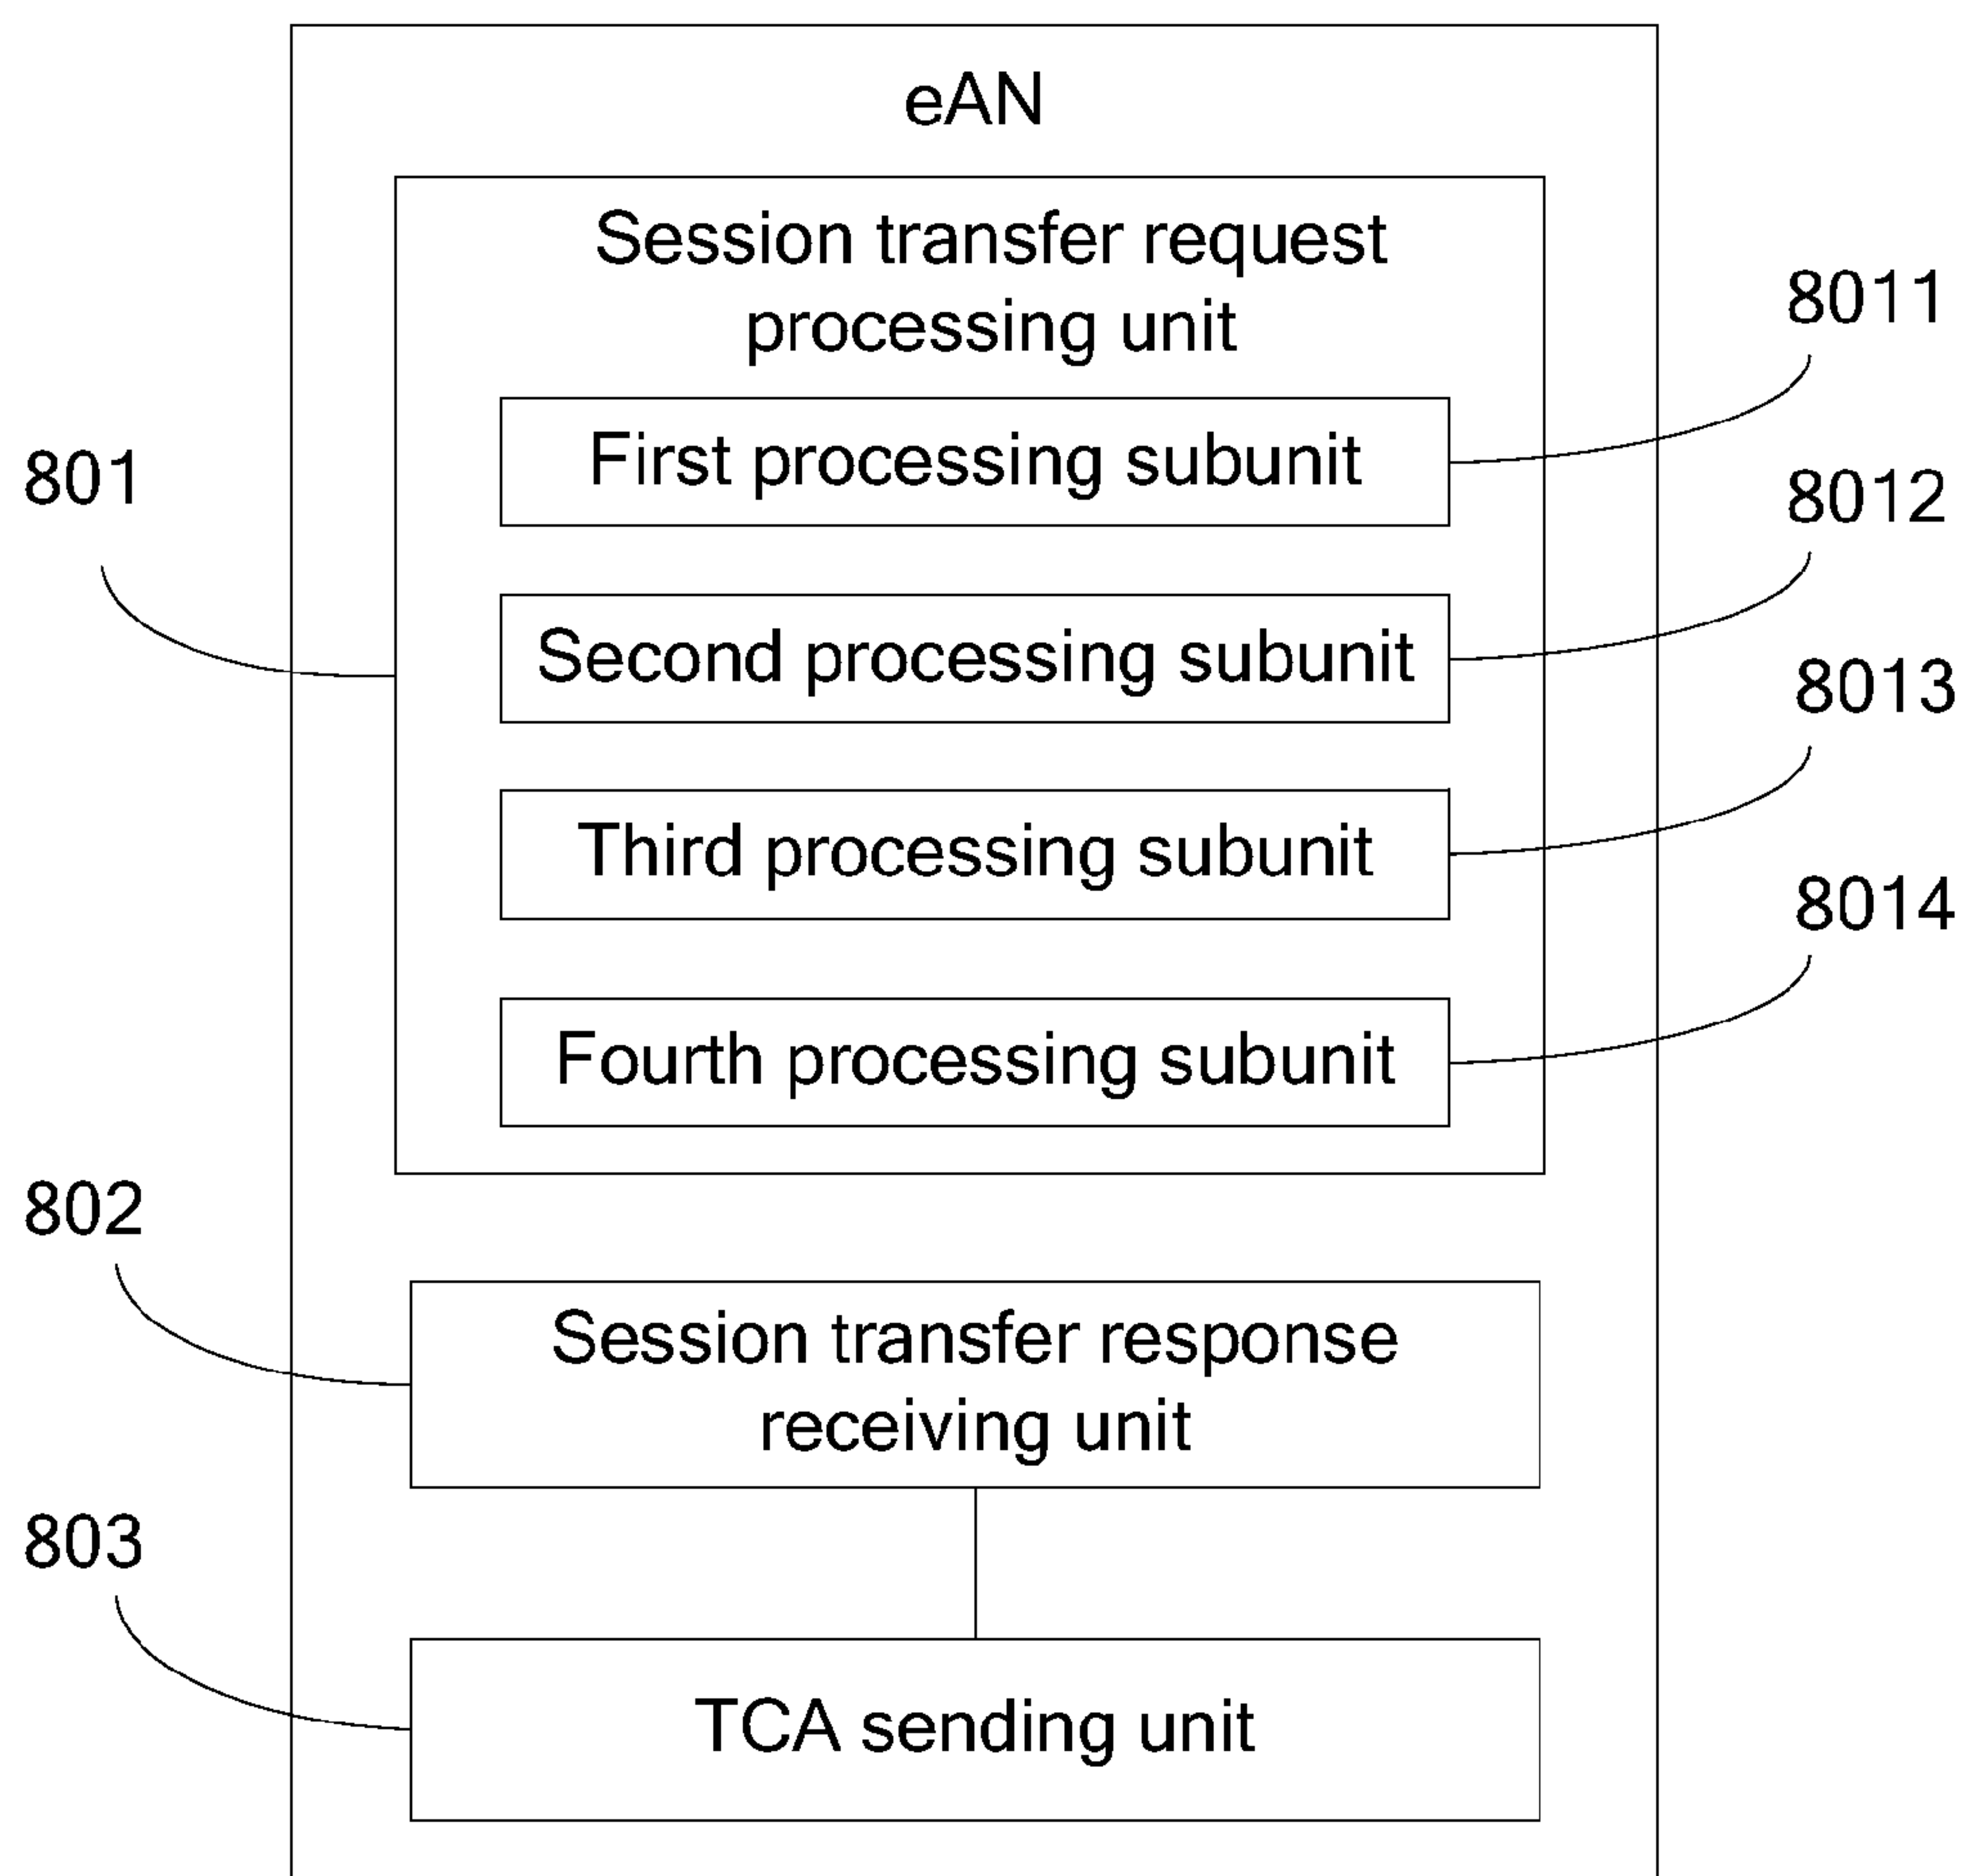 eAN
Session transfer request
processing unit
8011
First processing subunit
801
8012
Second processing subunit
8013
Third processing subunit
8014
Fourth processing subunit
802
Session transfer response
receiving unit
803
TCA sending unit